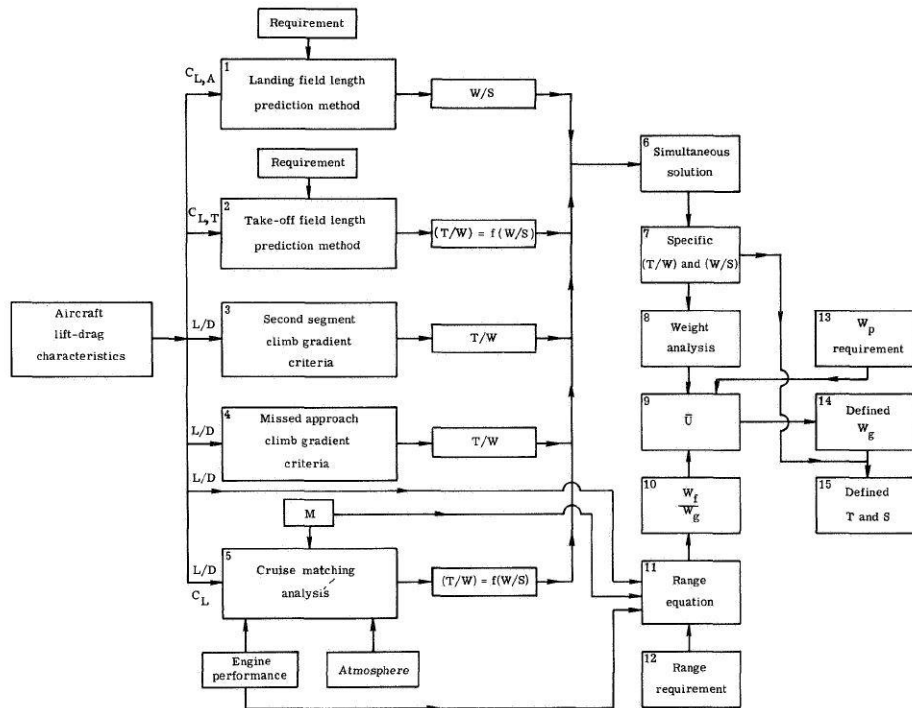 Requirement
C_L,A
1
Landing field length
prediction method
W/S
Requirement
C_L,T
2
Take-off field length
prediction method
(T/W) = f (W/S)
Aircraft
lift-drag
characteristics
L/D
3
Second segment
climb gradient
criteria
T/W
L/D
4
Missed approach
climb gradient
criteria
T/W
L/D
M
L/D
C_L
5
Cruise matching
analysis
(T/W) = f(W/S)
Engine
performance
Atmosphere
6
Simultaneous
solution
7
Specific
(T/W) and (W/S)
8
Weight
analysis
13
W_p
requirement
9
Ū
14
Defined
W_g
10
W_f
W_g
15
Defined
T and S
11
Range
equation
12
Range
requirement